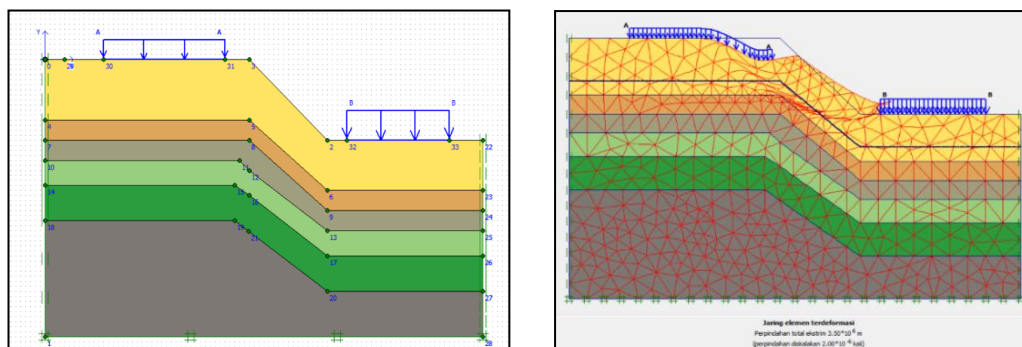 Y
A A
0 29 30 31 3
B B
4 5
7 8 2 32 33 22
10 11
12
14 15
16
6 23
18 19
21
9 24
13 25
17 26
20 27
1 28
A
A
B B
Jaring elemen terdeformasi
Perpindahan total ekstrim 3.50*10⁶ m
(perpindahan diskalakan 2.00*10⁻⁶ kali)